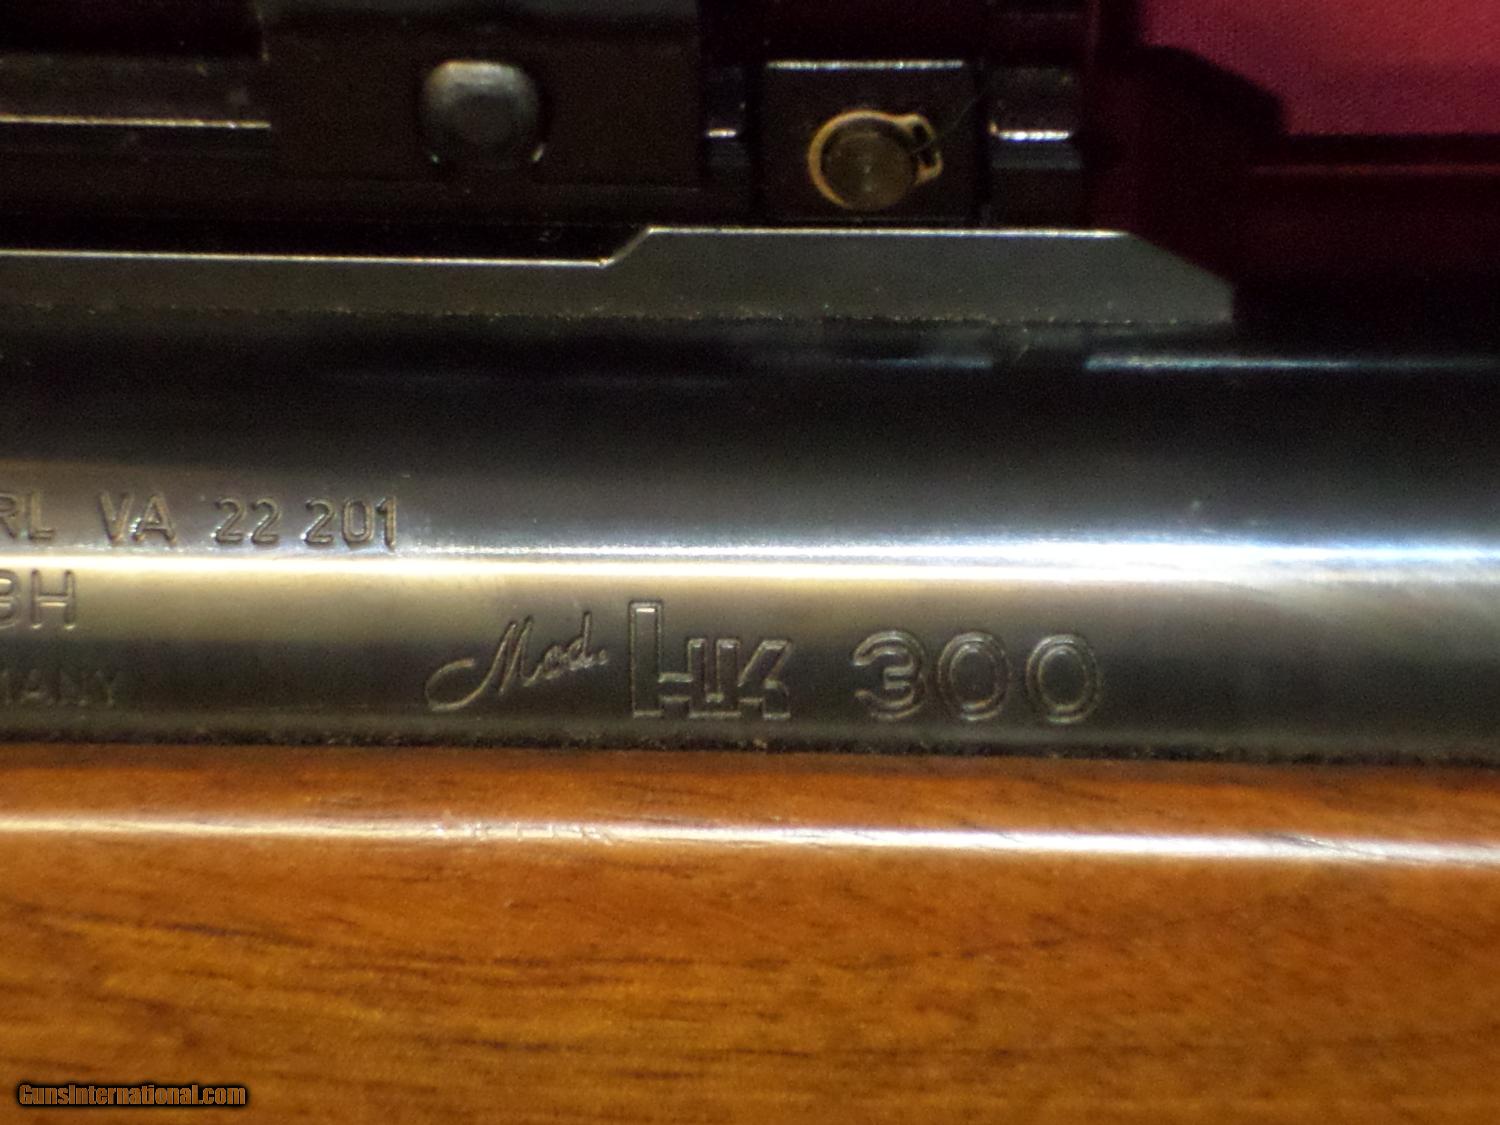 RL VA 22 201
BH
MANY
Mod. HK 300
GunsInternational.com